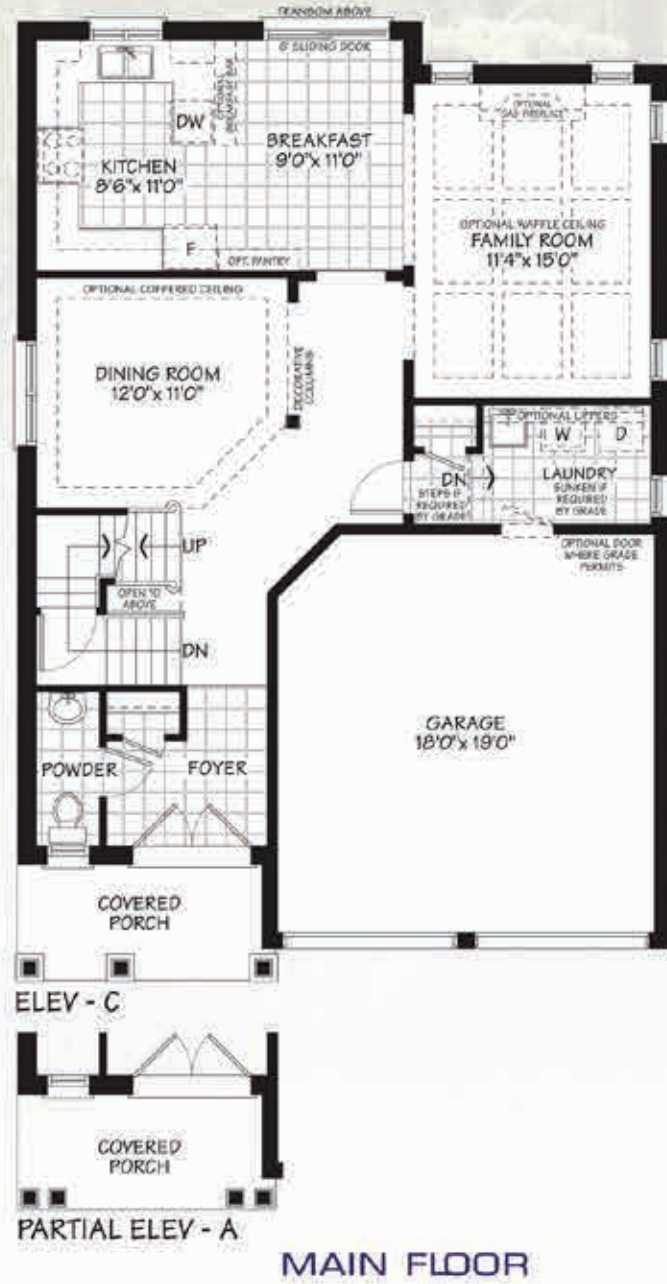 TRANSOM ABOVE
6' SLIDING DOOR
OPTIONAL
BREAKFAST BAR
DW
KITCHEN
8'6"x 11'0"
BREAKFAST
9'0"x 11'0"
F
OPT. PANTRY
OPTIONAL
GAS FIREPLACE
OPTIONAL WAFFLE CEILING
FAMILY ROOM
11'4"x 15'0"
OPTIONAL COFFERED CEILING
DINING ROOM
12'0"x 11'0"
DECORATIVE
COLUMNS
OPTIONAL UPPERS
W
D
DN
STEPS IF
REQUIRED
BY GRADE
LAUNDRY
SUNKEN IF
REQUIRED
BY GRADE
OPTIONAL DOOR
WHERE GRADE
PERMITS
UP
OPEN TO
ABOVE
DN
POWDER
FOYER
GARAGE
18'0"x 19'0"
COVERED
PORCH
ELEV - C
COVERED
PORCH
PARTIAL ELEV - A
MAIN FLOOR